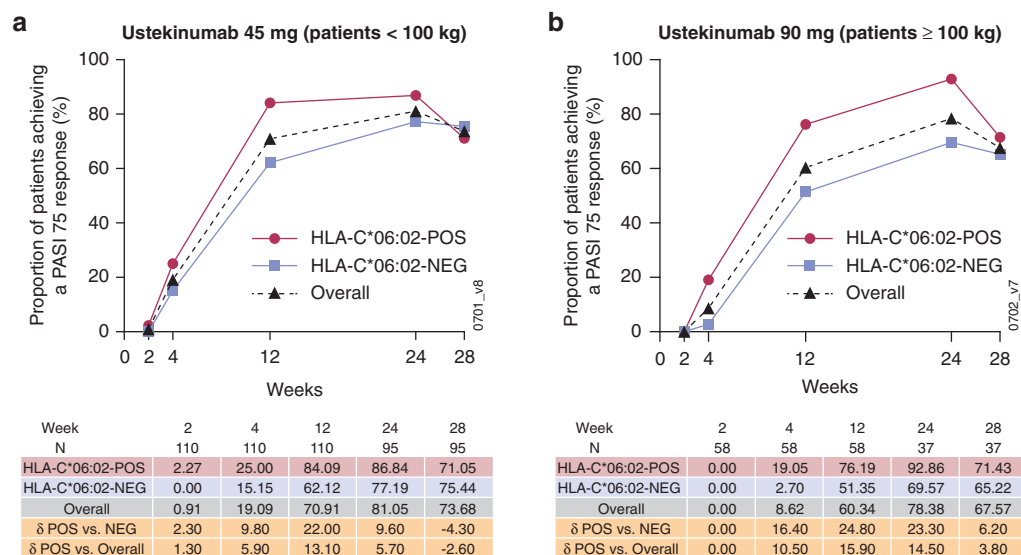 a
Ustekinumab 45 mg (patients < 100 kg)
Proportion of patients achieving
a PASI 75 response (%)
100
80
60
40
20
0
HLA-C*06:02-POS
HLA-C*06:02-NEG
Overall
0701_v8
0 2 4 12 24 28
Weeks
Week 2 4 12 24 28
N 110 110 110 95 95
HLA-C*06:02-POS 2.27 25.00 84.09 86.84 71.05
HLA-C*06:02-NEG 0.00 15.15 62.12 77.19 75.44
Overall 0.91 19.09 70.91 81.05 73.68
δ POS vs. NEG 2.30 9.80 22.00 9.60 -4.30
δ POS vs. Overall 1.30 5.90 13.10 5.70 -2.60
b
Ustekinumab 90 mg (patients ≥ 100 kg)
Proportion of patients achieving
a PASI 75 response (%)
100
80
60
40
20
0
HLA-C*06:02-POS
HLA-C*06:02-NEG
Overall
0702_v7
0 2 4 12 24 28
Weeks
Week 2 4 12 24 28
N 58 58 58 37 37
HLA-C*06:02-POS 0.00 19.05 76.19 92.86 71.43
HLA-C*06:02-NEG 0.00 2.70 51.35 69.57 65.22
Overall 0.00 8.62 60.34 78.38 67.57
δ POS vs. NEG 0.00 16.40 24.80 23.30 6.20
δ POS vs. Overall 0.00 10.50 15.90 14.50 3.80